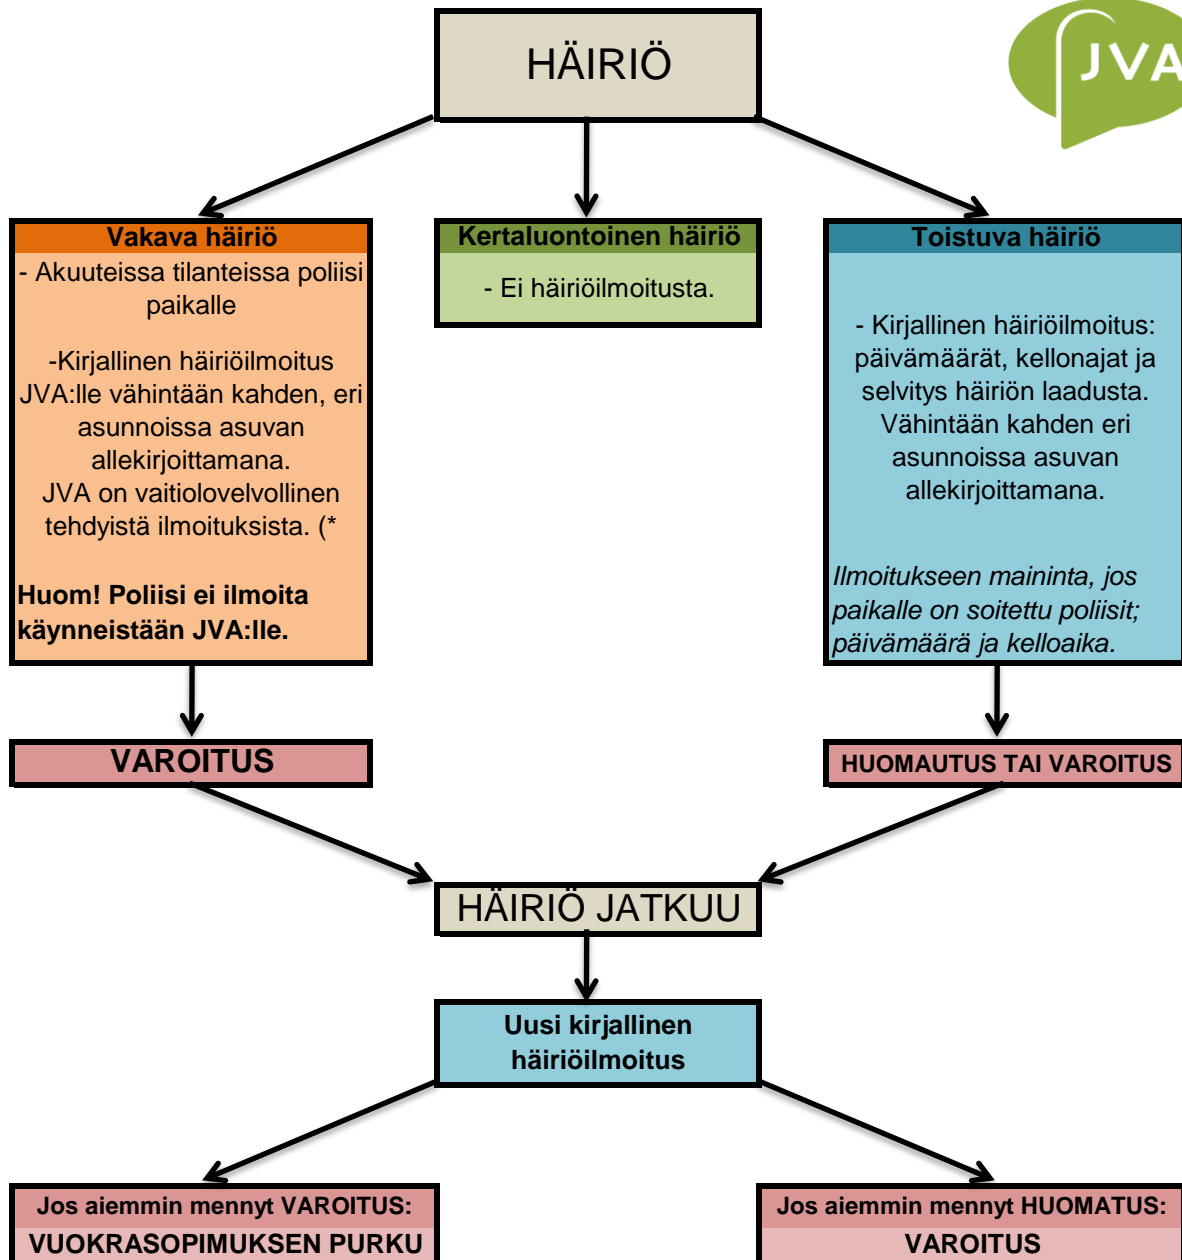 HÄIRIÖ
JVA
Vakava häiriö
- Akuuteissa tilanteissa poliisi
paikalle
-Kirjallinen häiriöilmoitus
JVA:lle vähintään kahden, eri
asunnoissa asuvan
allekirjoittamana.
JVA on vaitiolovelvollinen
tehdyistä ilmoituksista. (*
Huom! Poliisi ei ilmoita
käynneistään JVA:lle.
Kertaluontoinen häiriö
- Ei häiriöilmoitusta.
Toistuva häiriö
- Kirjallinen häiriöilmoitus:
päivämäärät, kellonajat ja
selvitys häiriön laadusta.
Vähintään kahden eri
asunnoissa asuvan
allekirjoittamana.
Ilmoitukseen maininta, jos
paikalle on soitettu poliisit;
päivämäärä ja kelloaika.
VAROITUS
HUOMAUTUS TAI VAROITUS
HÄIRIÖ JATKUU
Uusi kirjallinen
häiriöilmoitus
Jos aiemmin mennyt VAROITUS:
VUOKRASOPIMUKSEN PURKU
Jos aiemmin mennyt HUOMATUS:
VAROITUS